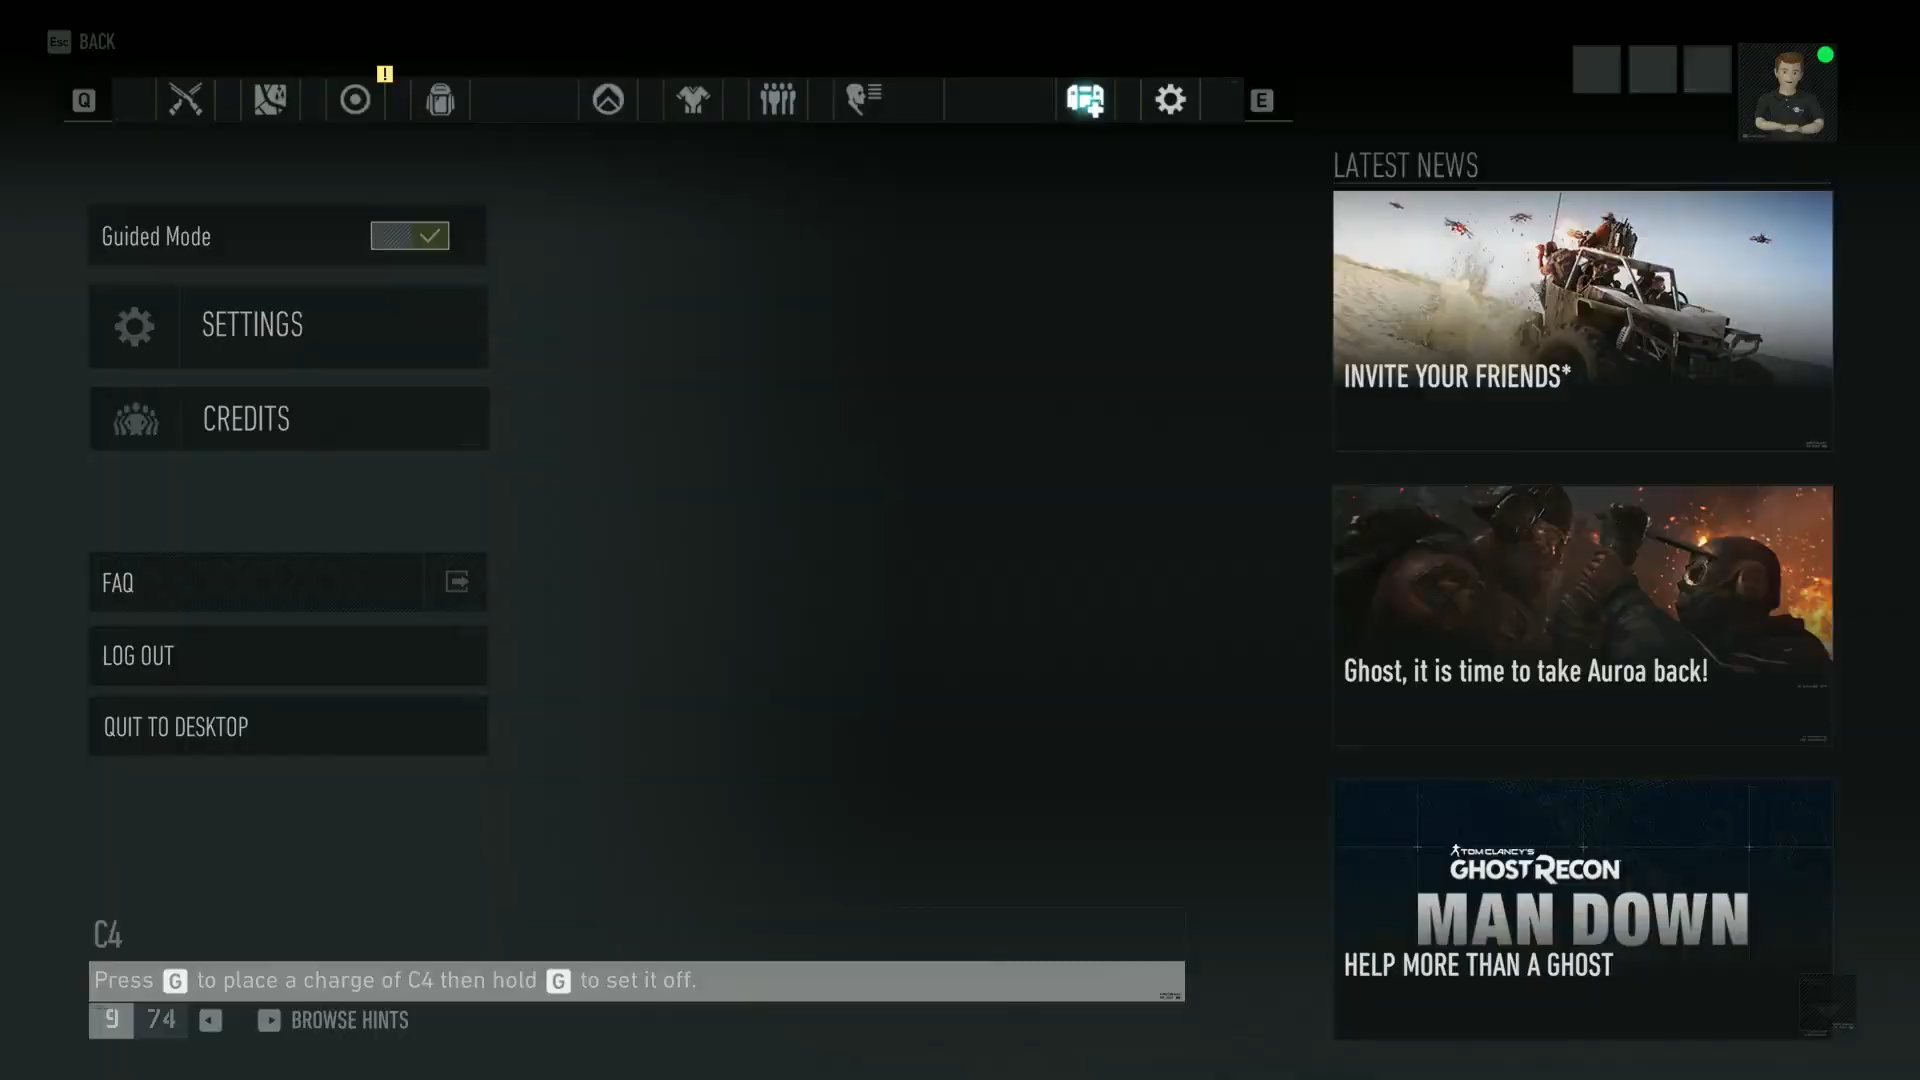 Esc BACK
!
Q
E
LATEST NEWS
Guided Mode
SETTINGS
CREDITS
INVITE YOUR FRIENDS*
FAQ
LOG OUT
QUIT TO DESKTOP
Ghost, it is time to take Auroa back!
TOM CLANCY'S
GHOST RECON
MAN DOWN
HELP MORE THAN A GHOST
C4
Press G to place a charge of C4 then hold G to set it off.
9 74 BROWSE HINTS